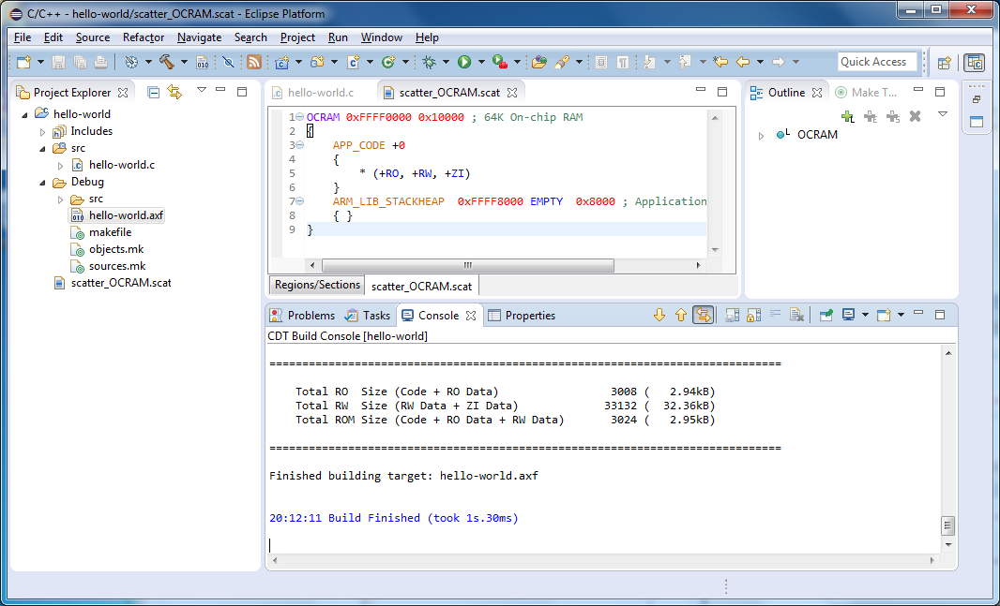 C/C++ - hello-world/scatter_OCRAM.scat - Eclipse Platform
File Edit Source Refactor Navigate Search Project Run Window Help
Quick Access
Project Explorer
hello-world
Includes
src
hello-world.c
Debug
src
hello-world.axf
makefile
objects.mk
sources.mk
scatter_OCRAM.scat
hello-world.c scatter_OCRAM.scat
1 OCRAM 0xFFFF0000 0x10000 ; 64K On-chip RAM
2 {
3     APP_CODE +0
4     {
5         * (+RO, +RW, +ZI)
6     }
7     ARM_LIB_STACKHEAP  0xFFFF8000 EMPTY  0x8000 ; Application
8     { }
9 }
Regions/Sections scatter_OCRAM.scat
Outline Make T...
OCRAM
Problems Tasks Console Properties
CDT Build Console [hello-world]
==============================================================================
Total RO  Size (Code + RO Data)                 3008 (   2.94kB)
Total RW  Size (RW Data + ZI Data)             33132 (  32.36kB)
Total ROM Size (Code + RO Data + RW Data)       3024 (   2.95kB)
==============================================================================
Finished building target: hello-world.axf
20:12:11 Build Finished (took 1s.30ms)